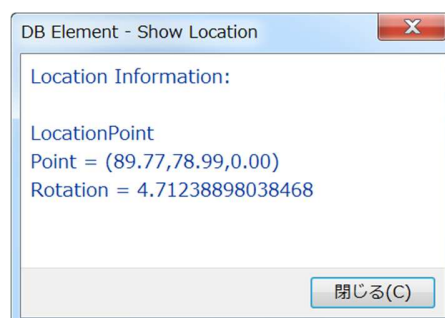 DB Element - Show Location
Location Information:
LocationPoint
Point = (89.77,78.99,0.00)
Rotation = 4.71238898038468
閉じる(C)